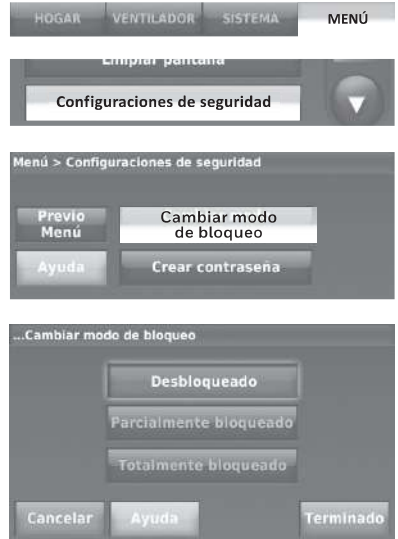 HOGAR VENTILADOR SISTEMA MENÚ
Limpiar pantalla
Configuraciones de seguridad
Menú > Configuraciones de seguridad
Previo
Menú
Cambiar modo
de bloqueo
Ayuda
Crear contraseña
...Cambiar modo de bloqueo
Desbloqueado
Parcialmente bloqueado
Totalmente bloqueado
Cancelar Ayuda Terminado